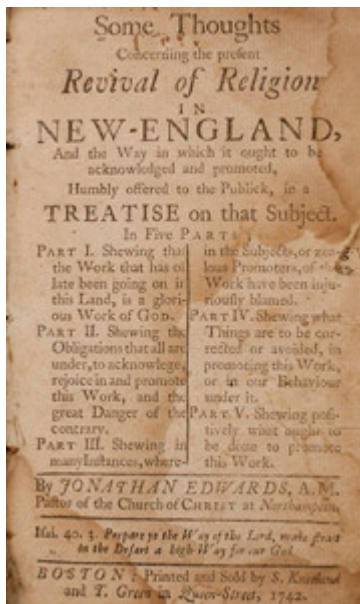 Some Thoughts
Concerning the present
Revival of Religion
IN
NEW-ENGLAND,
And the Way in which it ought to be
acknowledged and promoted,
Humbly offered to the Publick, in a
TREATISE on that Subject.
In Five PARTS
PART I. Shewing that
the Work that has of
late been going on in
this Land, is a glori-
ous Work of GOD.
PART II. Shewing the
Obligations that all are
under, to acknowlege,
rejoice in and promote
this Work, and the
great Danger of the
contrary.
PART III. Shewing in
many Instances, where-
in the Subjects, or zea-
lous Promoters, of the
Work have been inju-
riously blamed.
PART IV. Shewing what
Things are to be cor-
rected or avoided, in
promoting this Work,
or in our Behaviour
under it.
PART V. Shewing posi-
tively what ought to
be done to promote
this Work.
By JONATHAN EDWARDS, A.M.
Pastor of the Church of CHRIST at Northampton.
Isai. 40. 3. Prepare ye the Way of the Lord, make strait
in the Desart a high Way for our God.
BOSTON: Printed and Sold by S. Kneeland
and T. Green in Queen-Street, 1742.